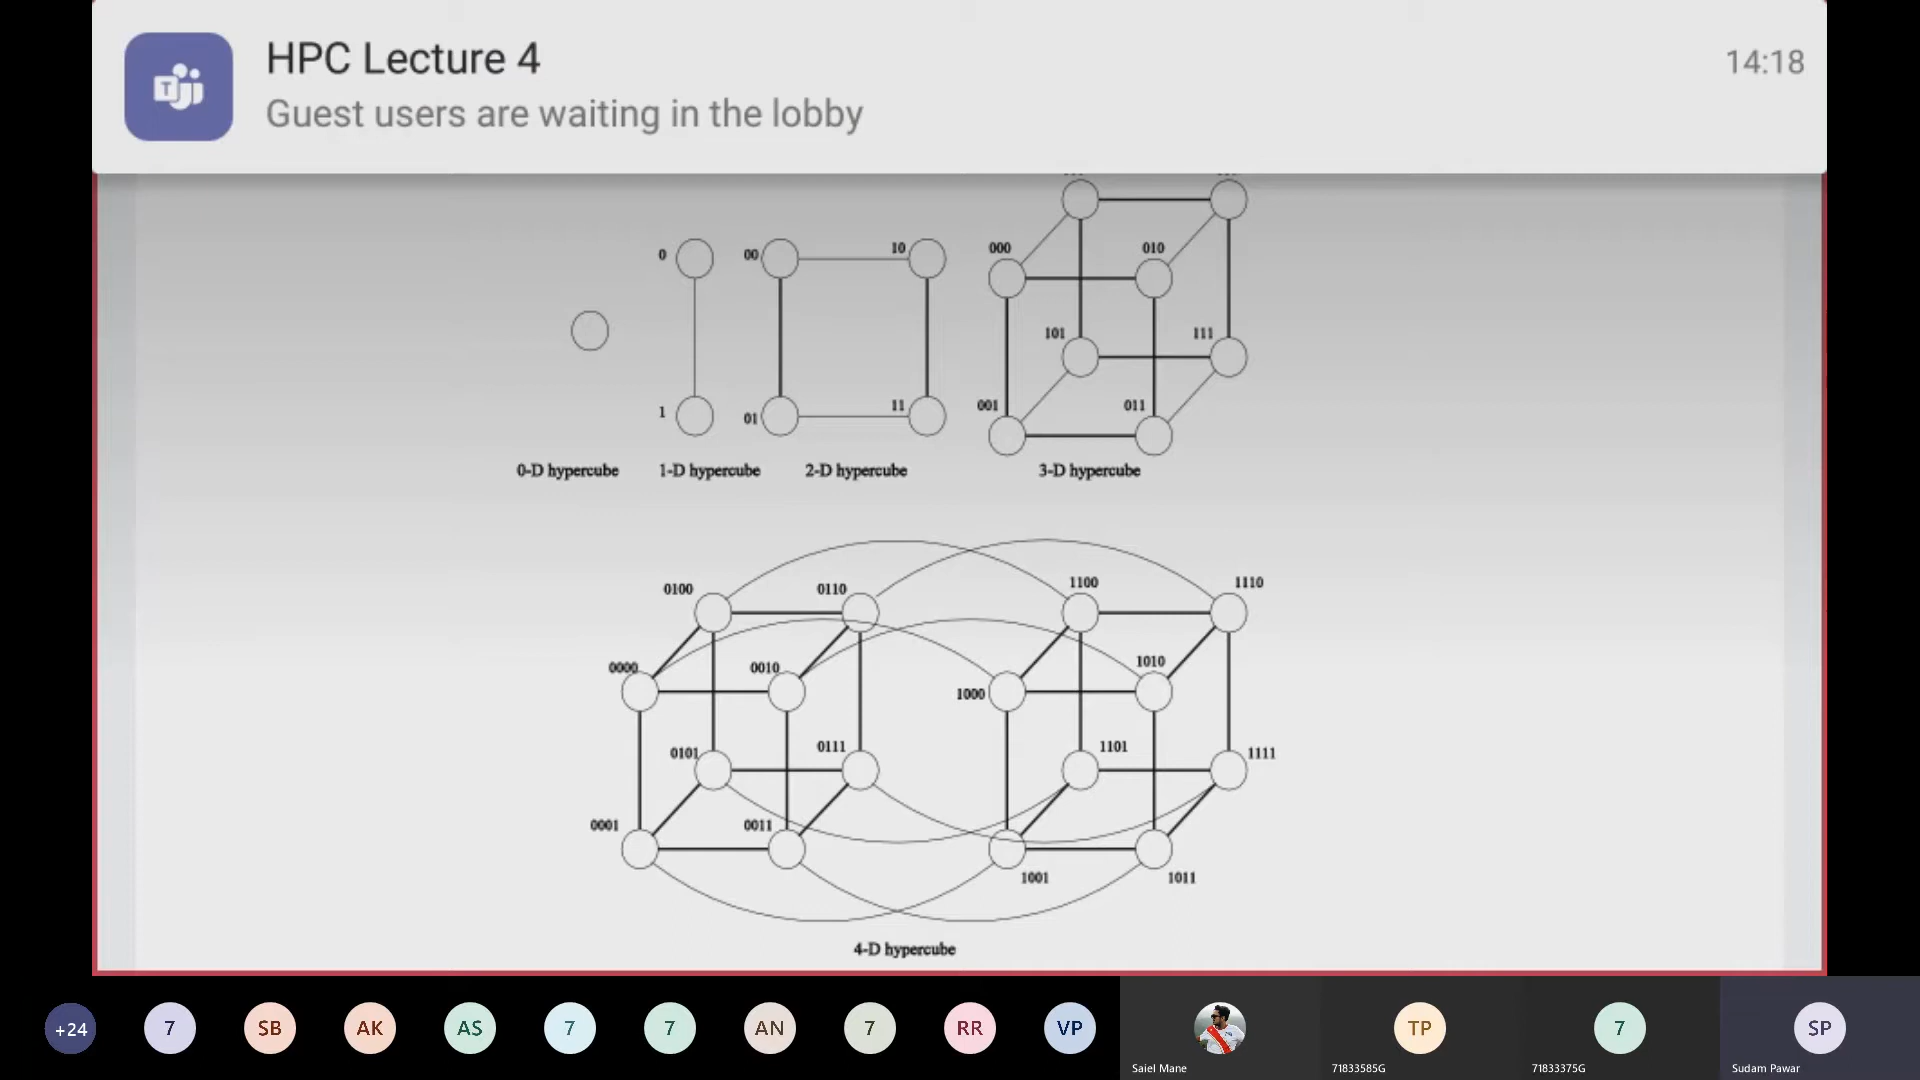 HPC Lecture 4
14:18
T
Guest users are waiting in the lobby
0
00
10
000
010
101
111
1
01
11
001
011
0-D hypercube
1-D hypercube
2-D hypercube
3-D hypercube
0100
0110
1100
1110
0000
0010
1000
1010
0101
0111
1101
1111
0001
0011
1001
1011
4-D hypercube
+24
7
SB
AK
AS
7
7
AN
7
RR
VP
TP
7
SP
Saiel Mane
71833585G
71833375G
Sudam Pawar